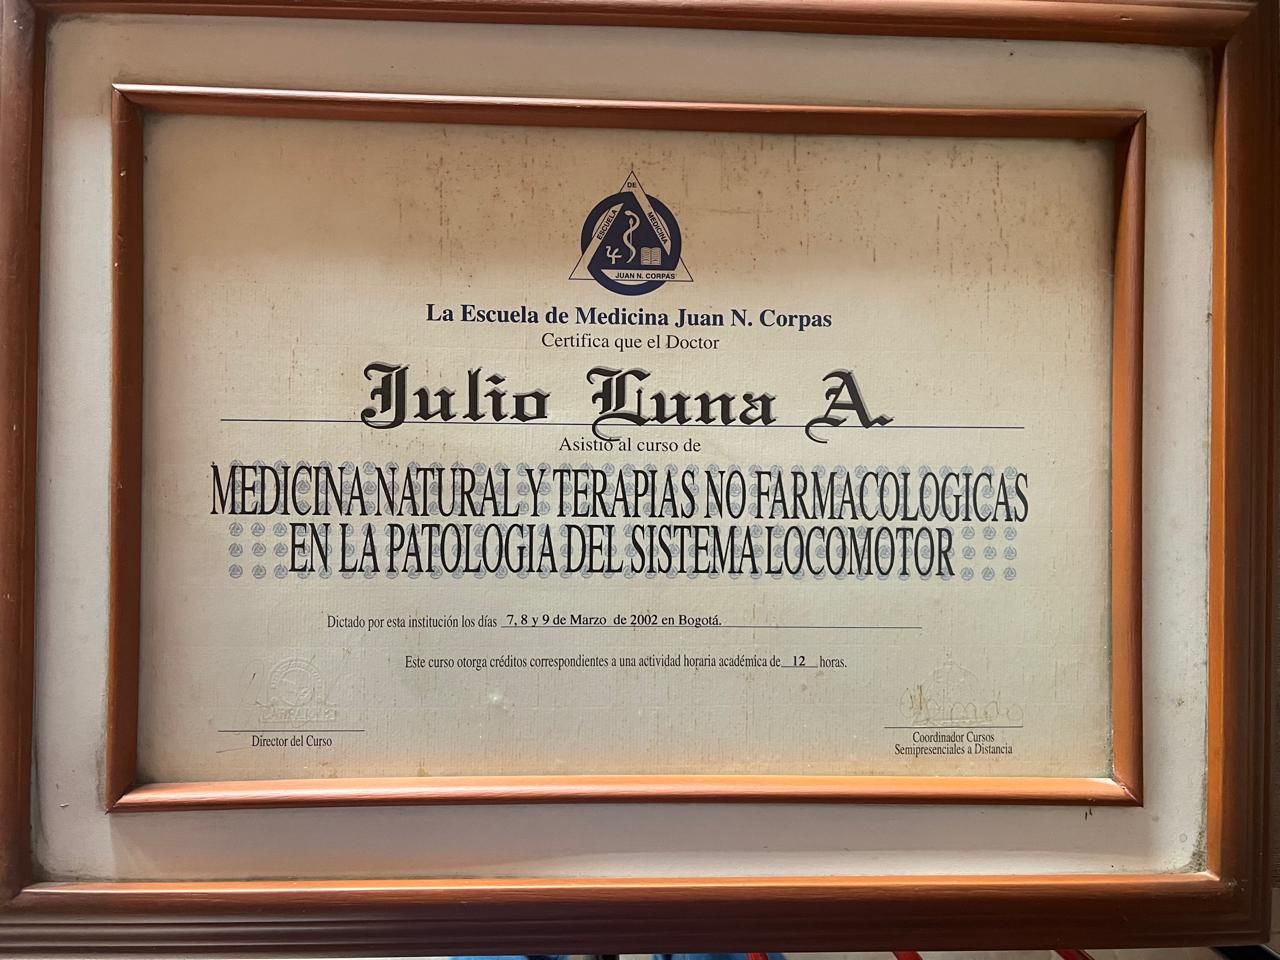 ESCUELA DE MEDICINA
JUAN N. CORPAS
La Escuela de Medicina Juan N. Corpas
Certifica que el Doctor
Julio Luna A.
Asistió al curso de
MEDICINA NATURAL Y TERAPIAS NO FARMACOLOGICAS
EN LA PATOLOGIA DEL SISTEMA LOCOMOTOR
Dictado por esta institución los días 7, 8 y 9 de Marzo de 2002 en Bogotá.
Este curso otorga créditos correspondientes a una actividad horaria académica de 12 horas.
Director del Curso
Coordinador Cursos
Semipresenciales a Distancia